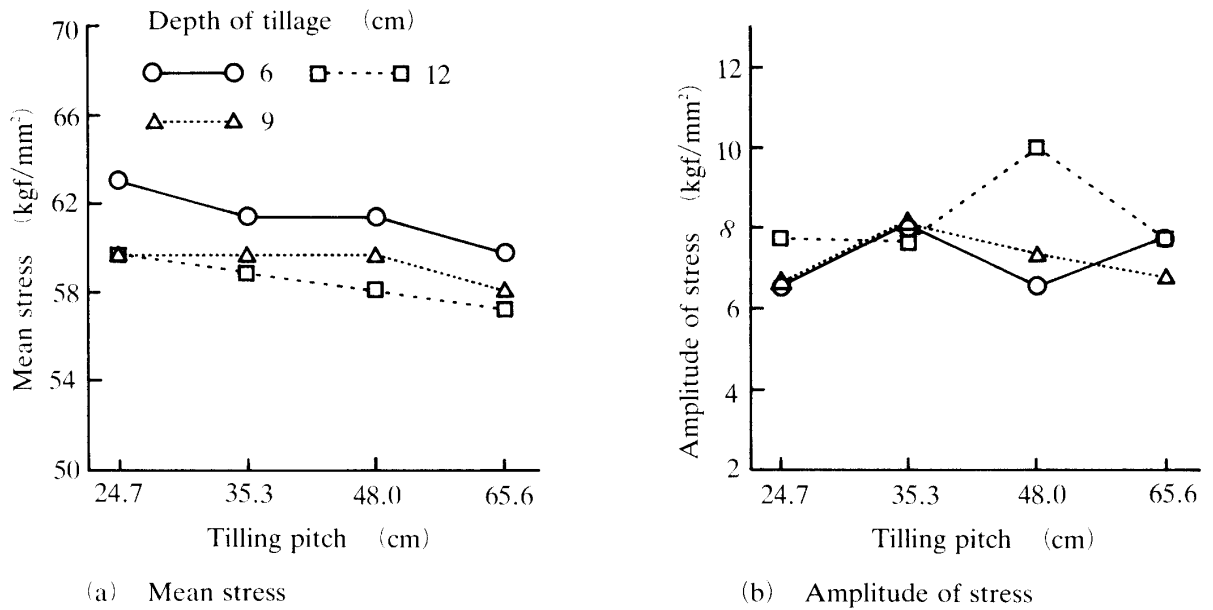 Depth of tillage (cm)
6
12
9
Mean stress (kgf/mm²)
70
66
62
58
54
50
24.7 35.3 48.0 65.6
Tilling pitch (cm)
(a) Mean stress
Amplitude of stress (kgf/mm²)
12
10
8
6
4
2
24.7 35.3 48.0 65.6
Tilling pitch (cm)
(b) Amplitude of stress